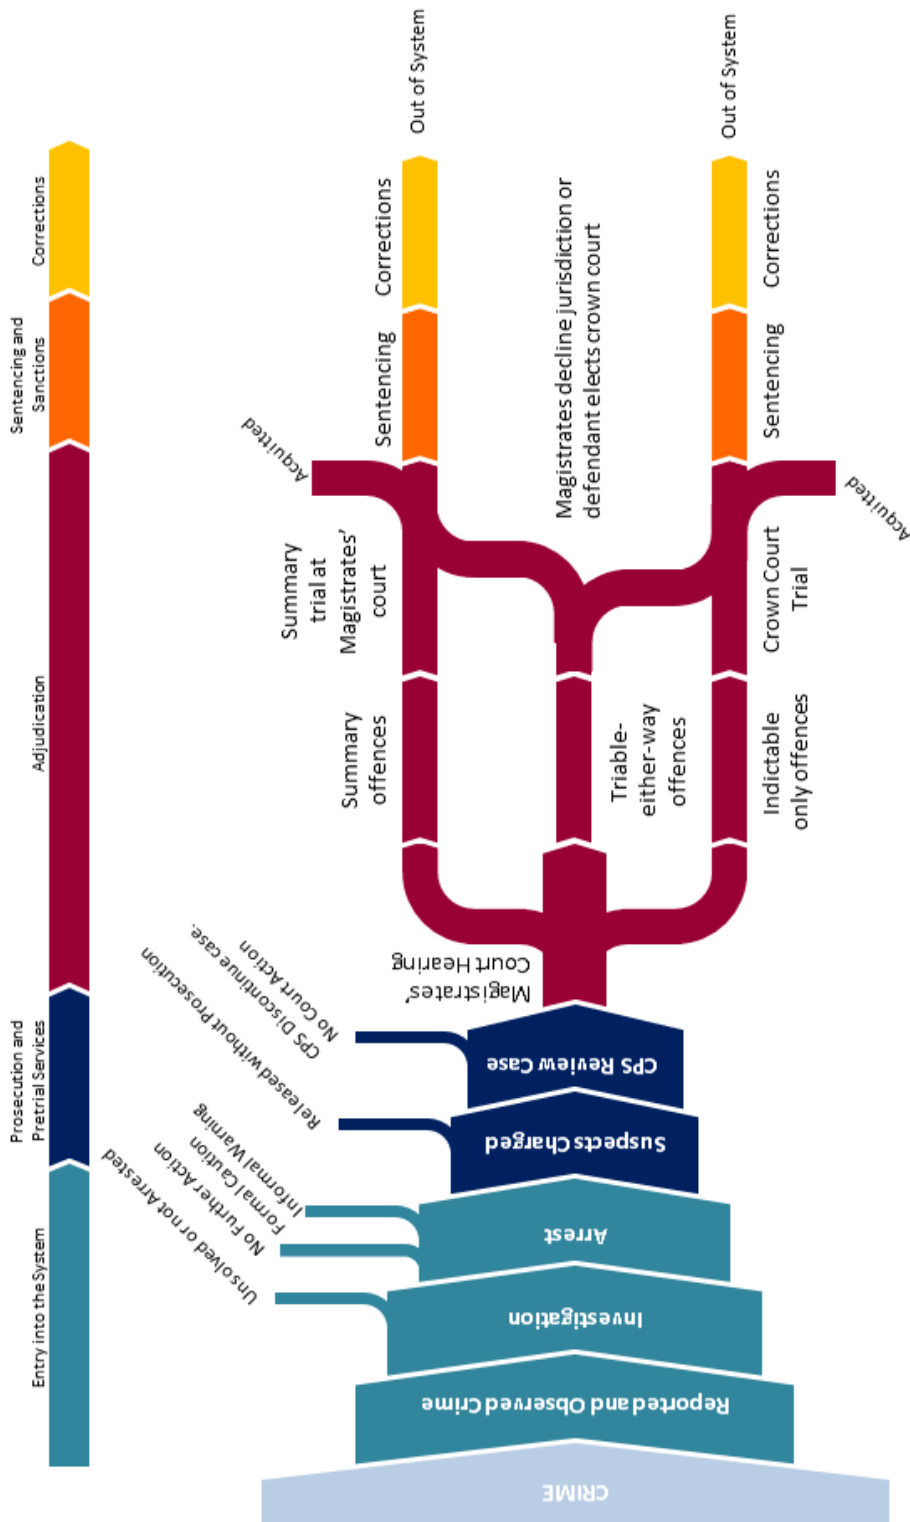 Entry into the System
Prosecution and
Pretrial Services
Adjudication
Sentencing and
Sanctions
Corrections
CRIME
Reported and Observed Crime
Investigation
Unsolved or not Arrested
Arrest
No Further Action
Formal Caution
Informal Warning
Suspects Charged
Released without Prosecution
CPS Review Case
CPS Discontinue case.
No Court Action
Magistrates'
Court Hearing
Summary
offences
Summary
trial at
Magistrates'
court
Acquitted
Sentencing
Corrections
Out of System
Triable-
either-way
offences
Magistrates decline jurisdiction or
defendant elects crown court
Indictable
only offences
Crown Court
Trial
Acquitted
Sentencing
Corrections
Out of System